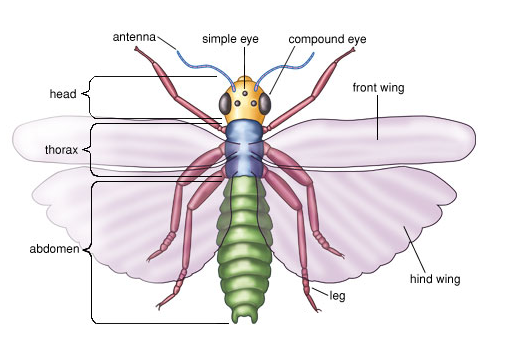 antenna
simple eye
compound eye
head
front wing
thorax
abdomen
hind wing
leg